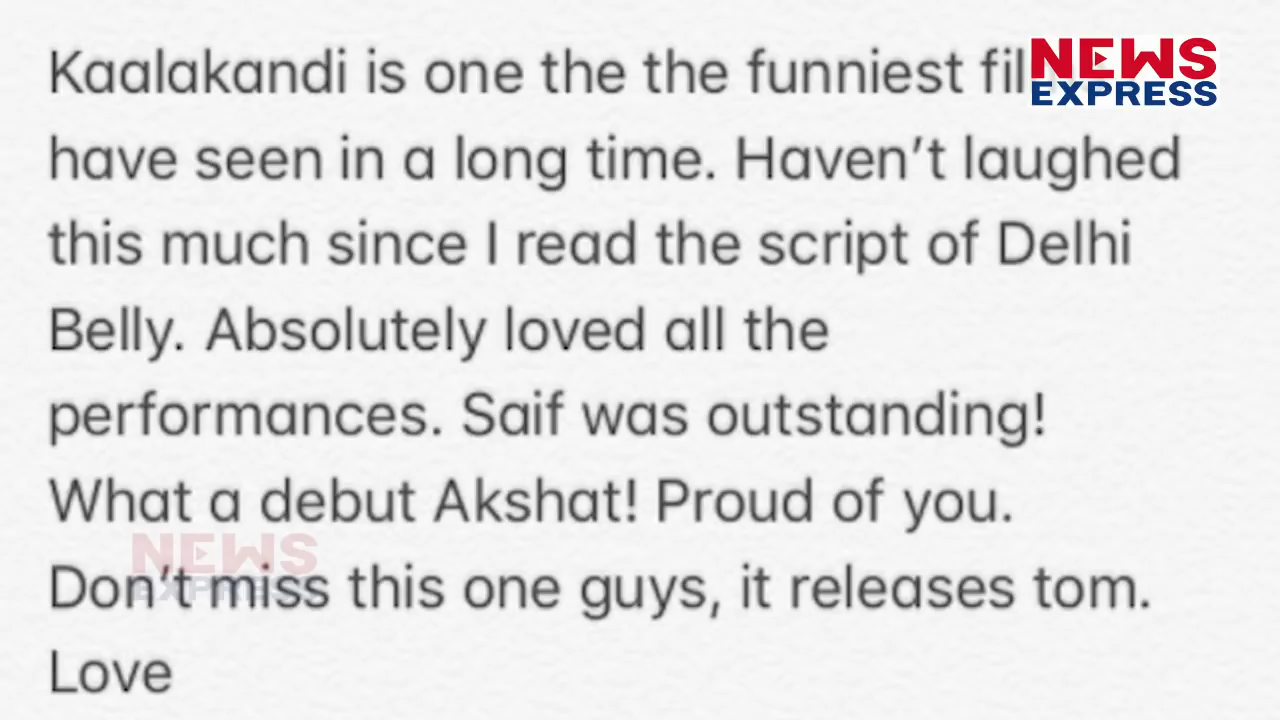 Kaalakandi is one the the funniest
NEWS
EXPRESS
have seen in a long time. Haven’t laughed
this much since I read the script of Delhi
Belly. Absolutely loved all the
performances. Saif was outstanding!
What a debut Akshat! Proud of you.
NEWS
EXPRESS
Don’t miss this one guys, it releases tom.
Love